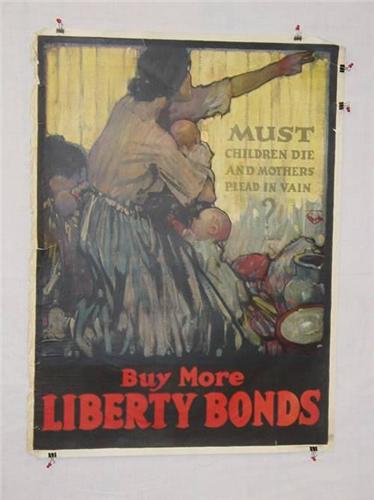 MUST
CHILDREN DIE
AND MOTHERS
PLEAD IN VAIN
?
Buy More
LIBERTY BONDS